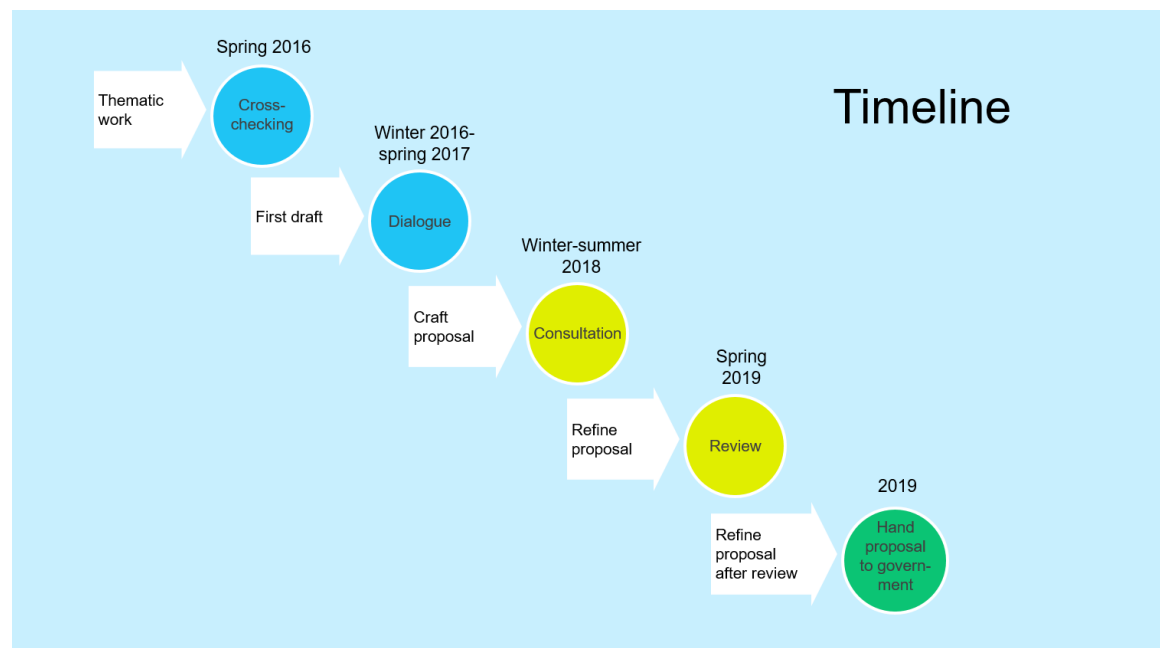 Timeline
Spring 2016
Thematic
work
Cross-
checking
Winter 2016-
spring 2017
First draft
Dialogue
Winter-summer
2018
Craft
proposal
Consultation
Spring
2019
Refine
proposal
Review
2019
Refine
proposal
after review
Hand
proposal
to govern-
ment